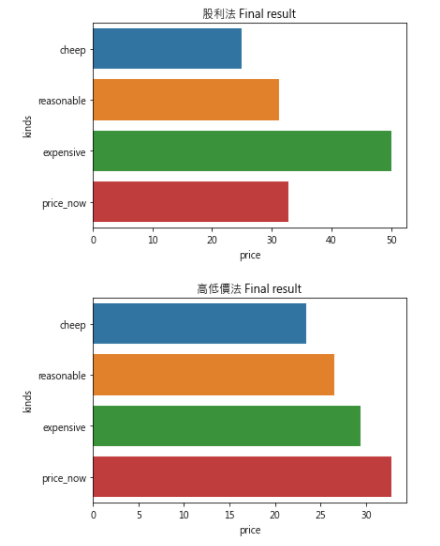 股利法 Final result
cheep
reasonable
expensive
price_now
kinds
0 10 20 30 40 50
price
高低價法 Final result
cheep
reasonable
expensive
price_now
kinds
0 5 10 15 20 25 30
price